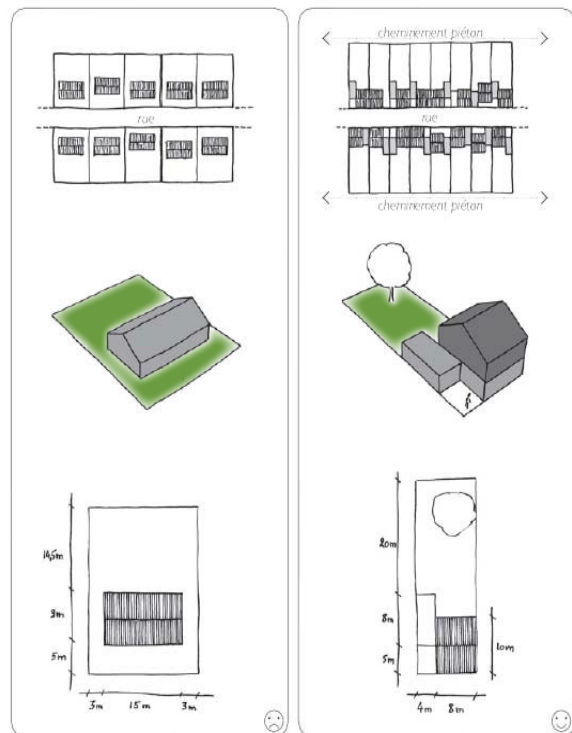 rue
14,5m
9m
5m
3m
15m
3m
cheminement piéton
rue
cheminement piéton
20m
8m
5m
10m
4m
8m